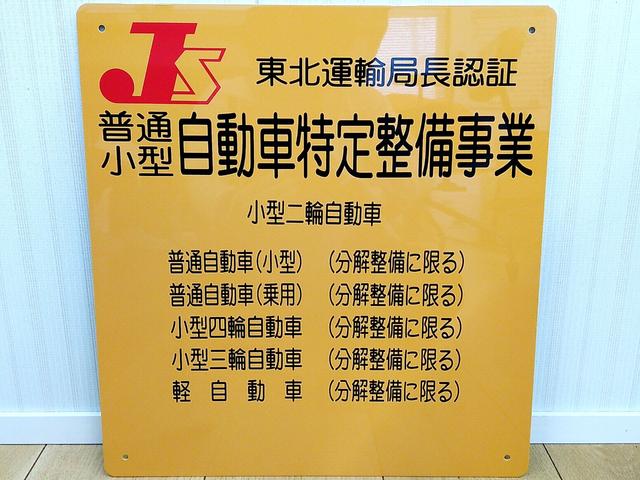 JS
東北運輸局長認証
普通
小型
自動車特定整備事業
小型二輪自動車
普通自動車(小型) (分解整備に限る)
普通自動車(乗用) (分解整備に限る)
小型四輪自動車 (分解整備に限る)
小型三輪自動車 (分解整備に限る)
軽自動車 (分解整備に限る)